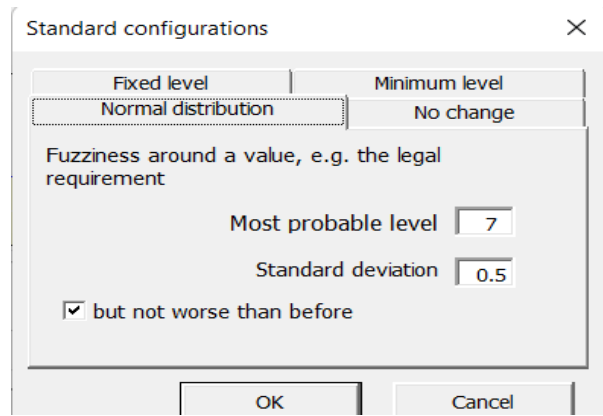 Standard configurations
Fixed level
Minimum level
Normal distribution
No change
Fuzziness around a value, e.g. the legal
requirement
Most probable level 7
Standard deviation 0.5
but not worse than before
OK
Cancel